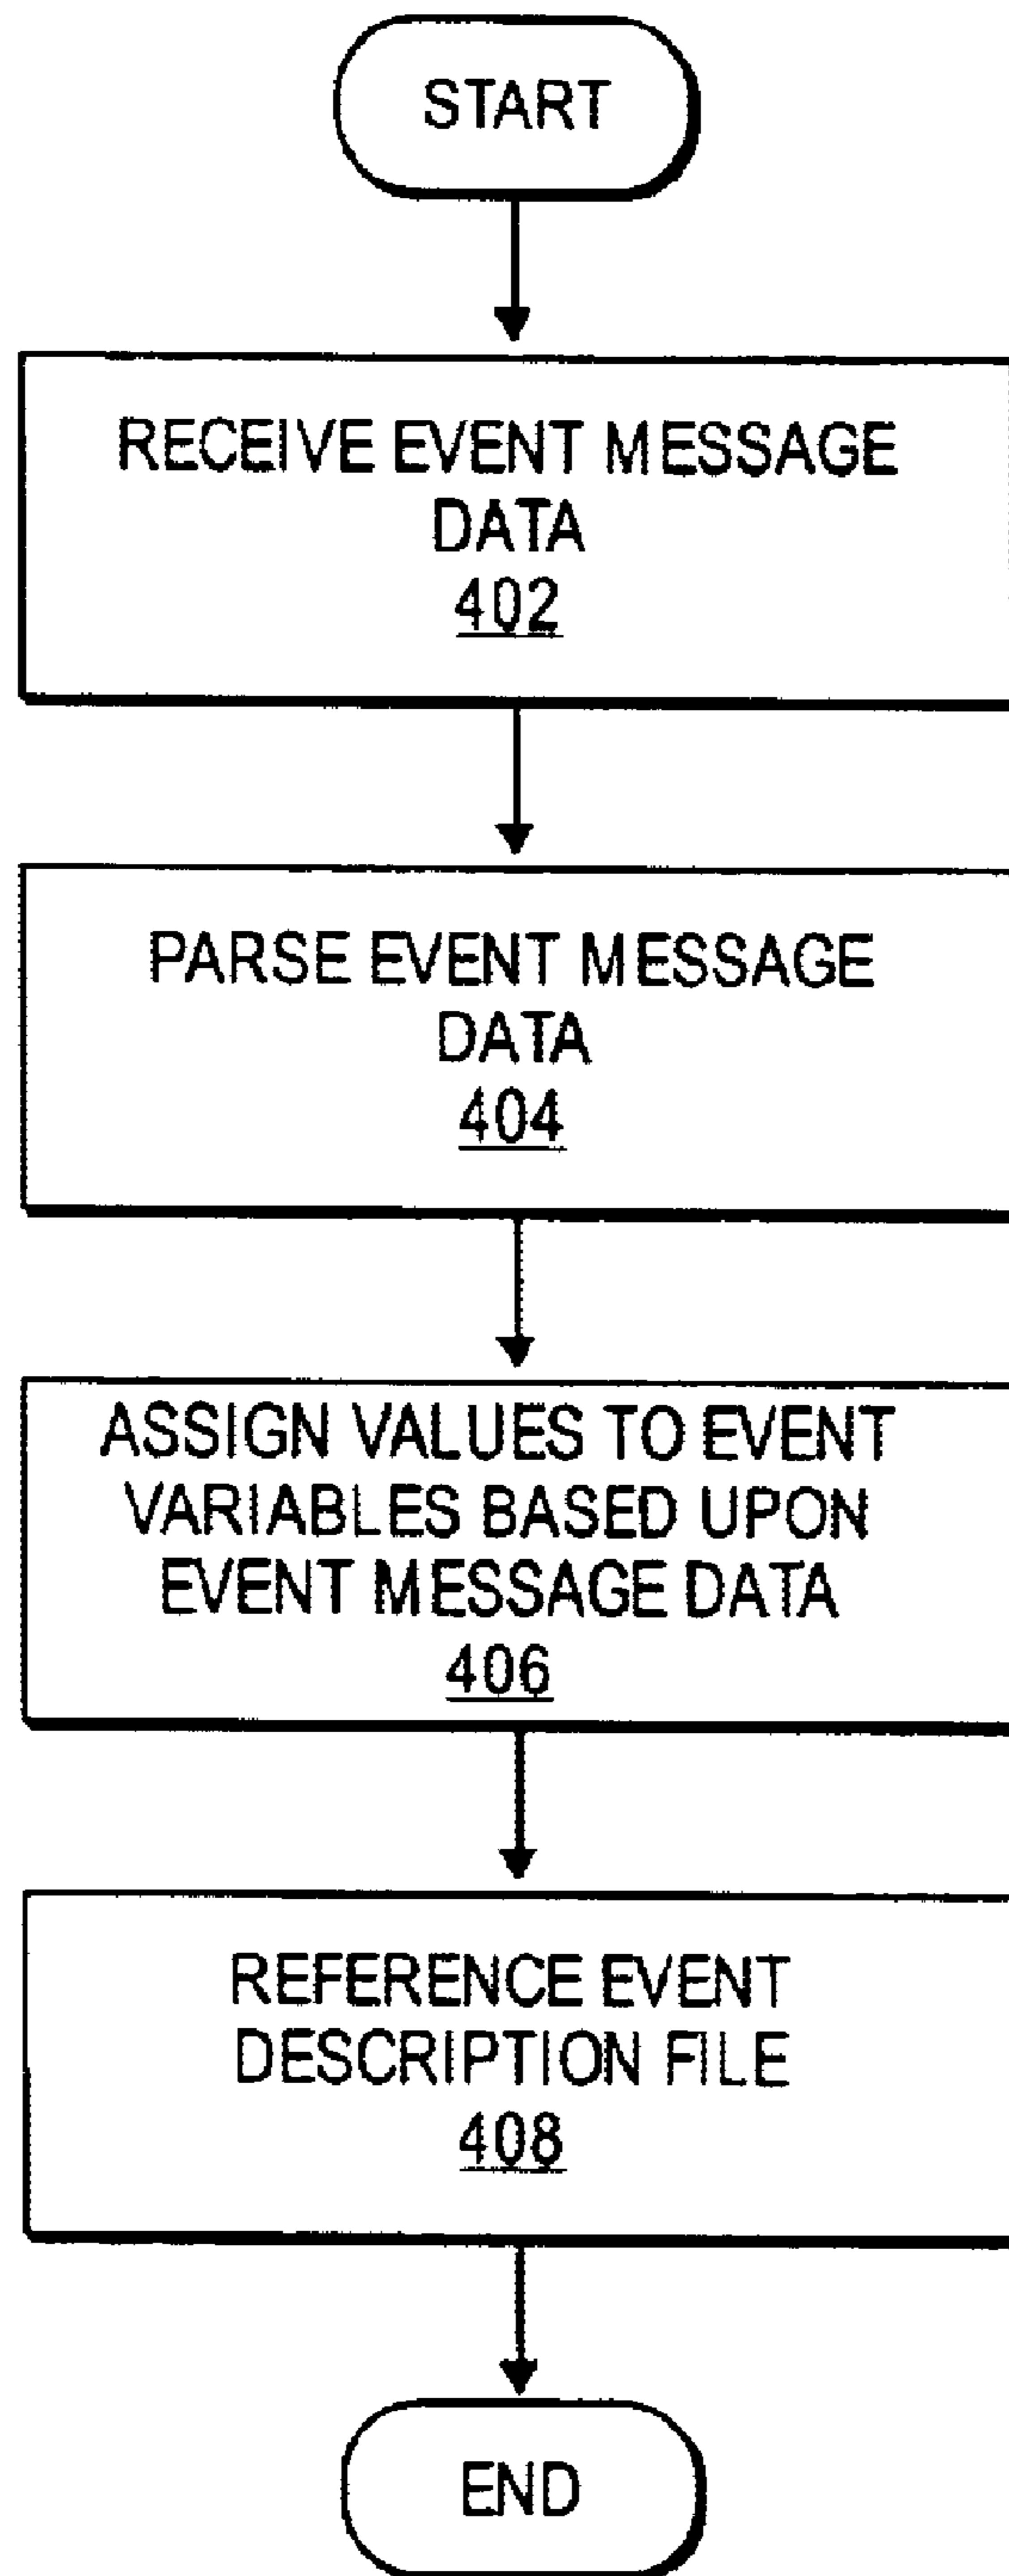 START
RECEIVE EVENT MESSAGE
DATA
402
PARSE EVENT MESSAGE
DATA
404
ASSIGN VALUES TO EVENT
VARIABLES BASED UPON
EVENT MESSAGE DATA
406
REFERENCE EVENT
DESCRIPTION FILE
408
END